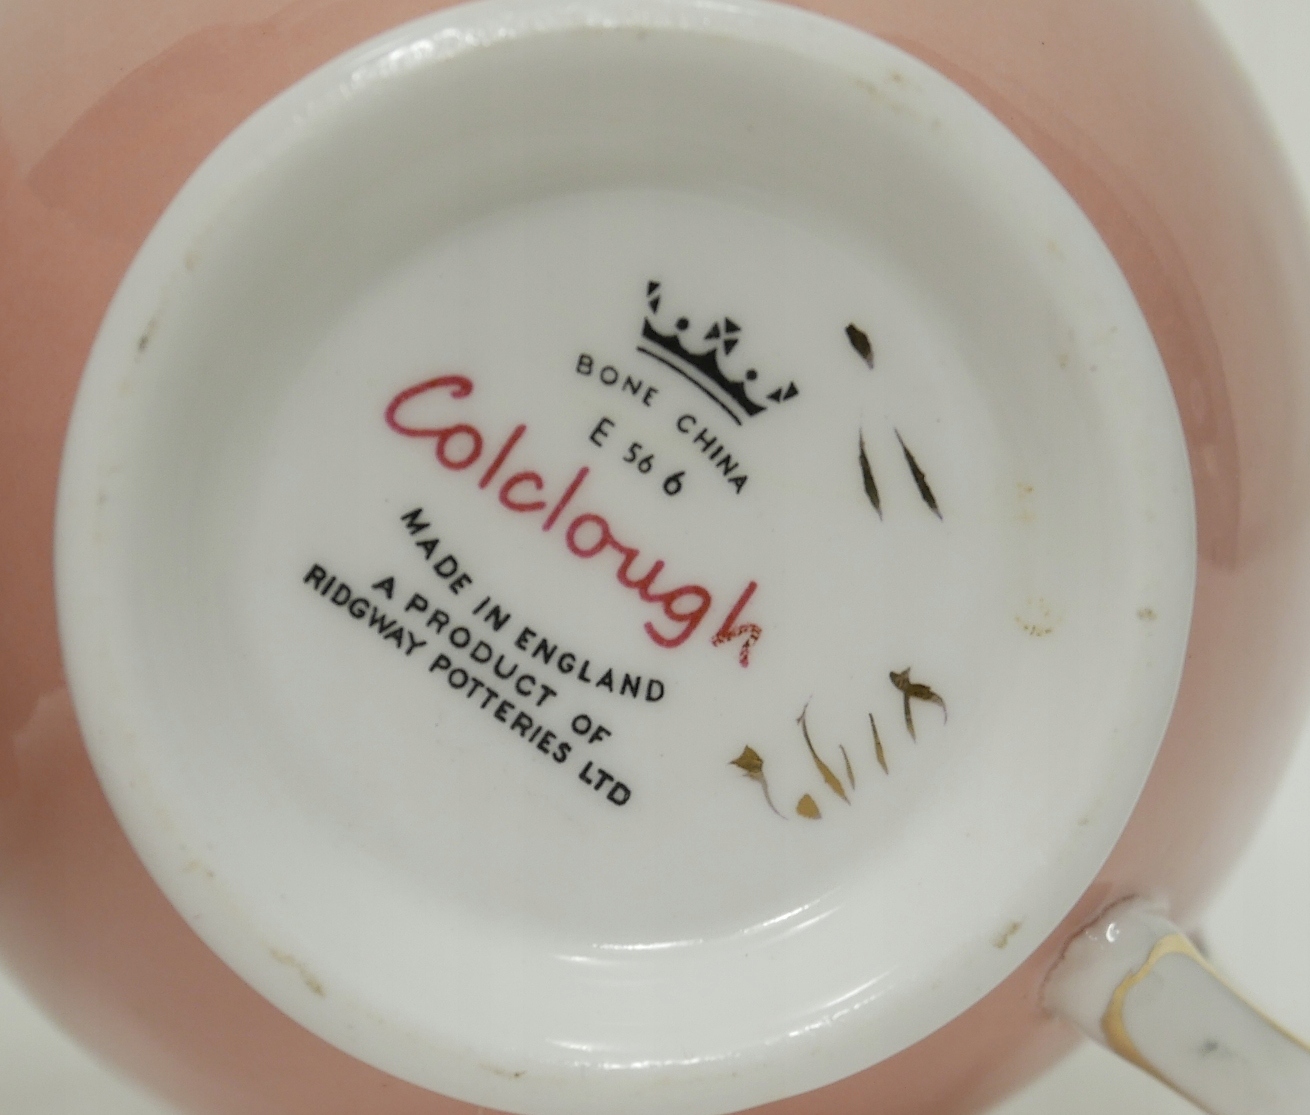 BONE CHINA
E 56 6
Colclough
MADE IN ENGLAND
A PRODUCT OF
RIDGWAY POTTERIES LTD